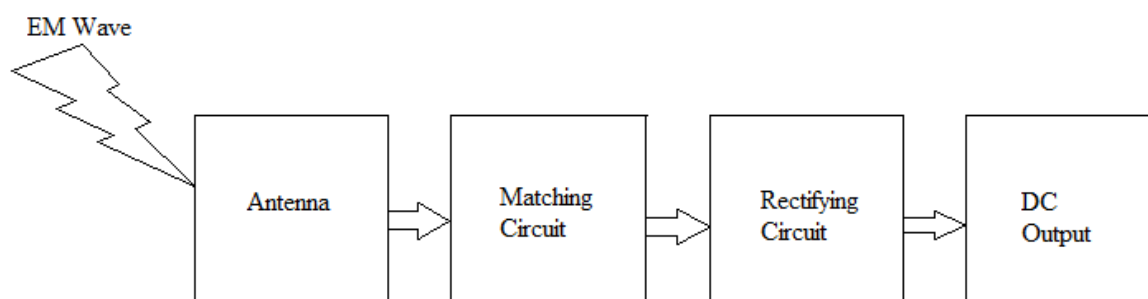 EM Wave
Antenna
Matching
Circuit
Rectifying
Circuit
DC
Output